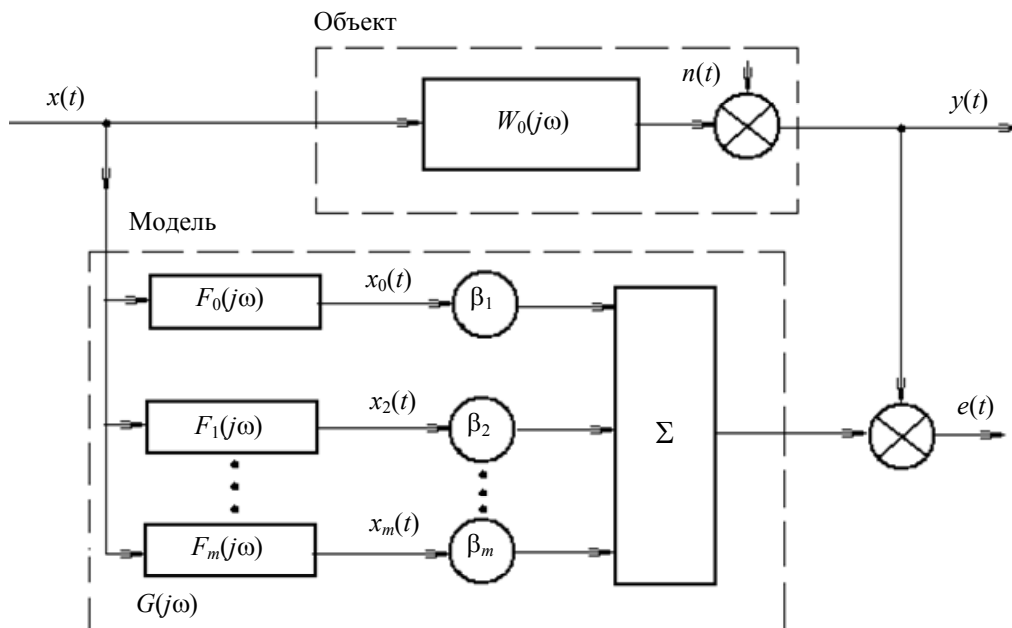 Объект
x(t)
W₀(jω)
n(t)
y(t)
Модель
F₀(jω)
x₀(t)
β₁
F₁(jω)
x₂(t)
β₂
Σ
e(t)
Fₘ(jω)
xₘ(t)
βₘ
G(jω)